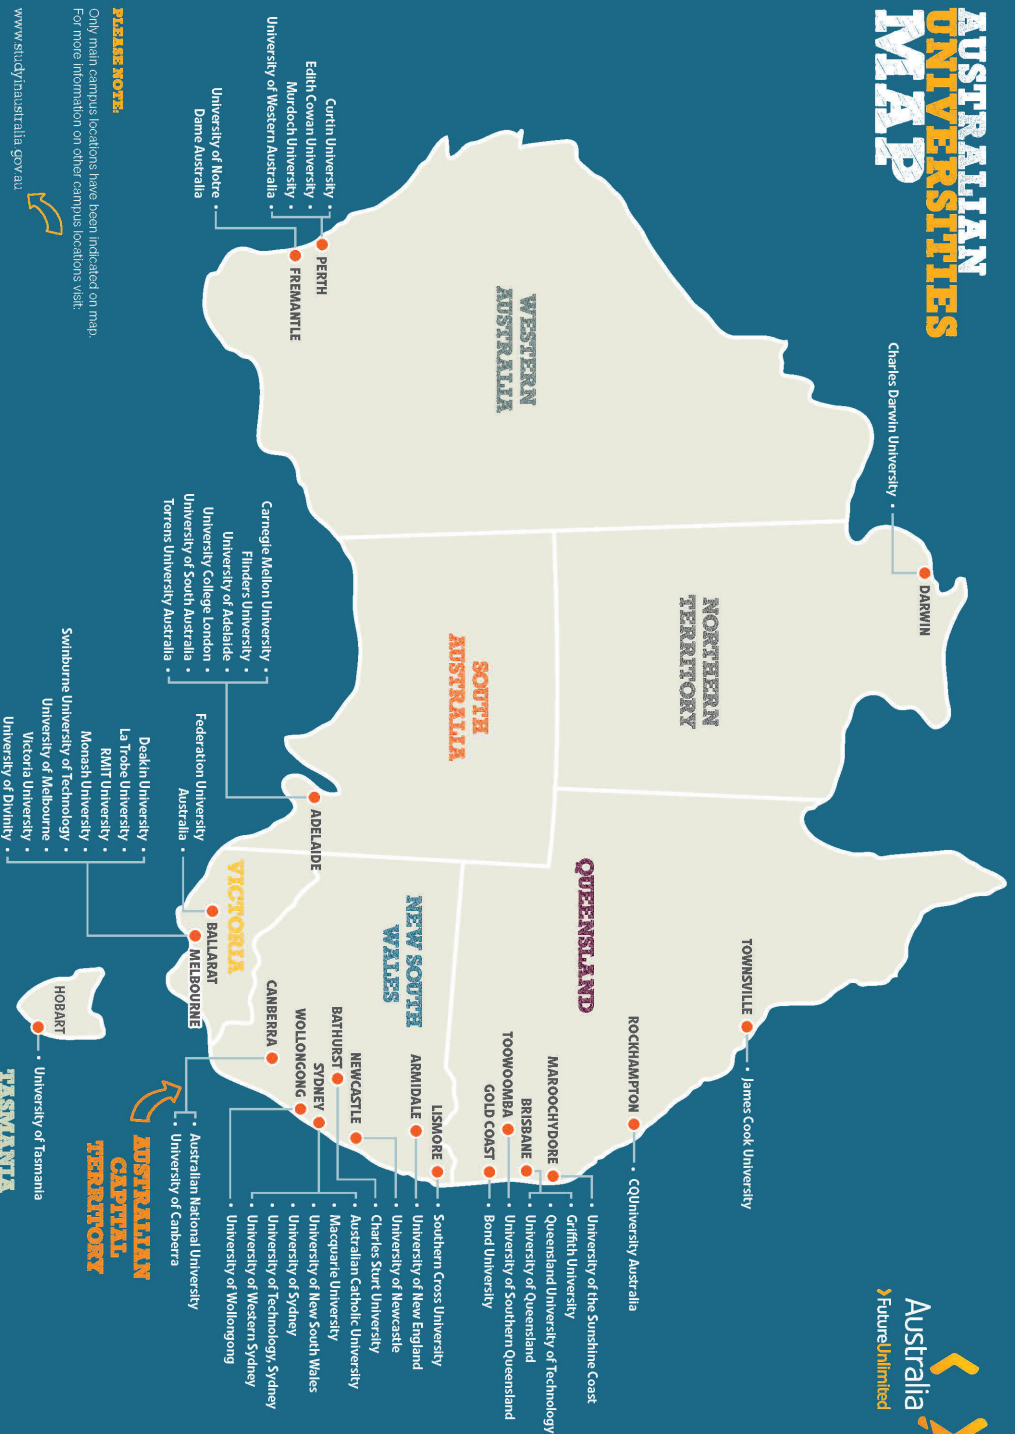 AUSTRALIAN
UNIVERSITIES
MAP
Australia
FutureUnlimited
Charles Darwin University
DARWIN
NORTHERN
TERRITORY
WESTERN
AUSTRALIA
SOUTH
AUSTRALIA
QUEENSLAND
NEW SOUTH
WALES
VICTORIA
Curtin University
Edith Cowan University
Murdoch University
University of Western Australia
PERTH
FREMANTLE
University of Notre
Dame Australia
Carnegie Mellon University
Flinders University
University of Adelaide
University College London
University of South Australia
Torrens University Australia
ADELAIDE
Federation University
Australia
BALLARAT
Deakin University
La Trobe University
RMIT University
Monash University
Swinburne University of Technology
University of Melbourne
Victoria University
University of Divinity
MELBOURNE
TOWNSVILLE
James Cook University
ROCKHAMPTON
CQUniversity Australia
MAROOCHYDORE
University of the Sunshine Coast
BRISBANE
Griffith University
Queensland University of Technology
University of Queensland
TOOWOOMBA
University of Southern Queensland
GOLD COAST
Bond University
LISMORE
Southern Cross University
ARMIDALE
University of New England
NEWCASTLE
University of Newcastle
BATHURST
Charles Sturt University
SYDNEY
Australian Catholic University
Macquarie University
University of New South Wales
University of Sydney
University of Technology, Sydney
University of Western Sydney
WOLLONGONG
University of Wollongong
CANBERRA
Australian National University
University of Canberra
AUSTRALIAN
CAPITAL
TERRITORY
HOBART
University of Tasmania
TASMANIA
PLEASE NOTE:
Only main campus locations have been indicated on map.
For more information on other campus locations visit:
www.studyinaustralia.gov.au